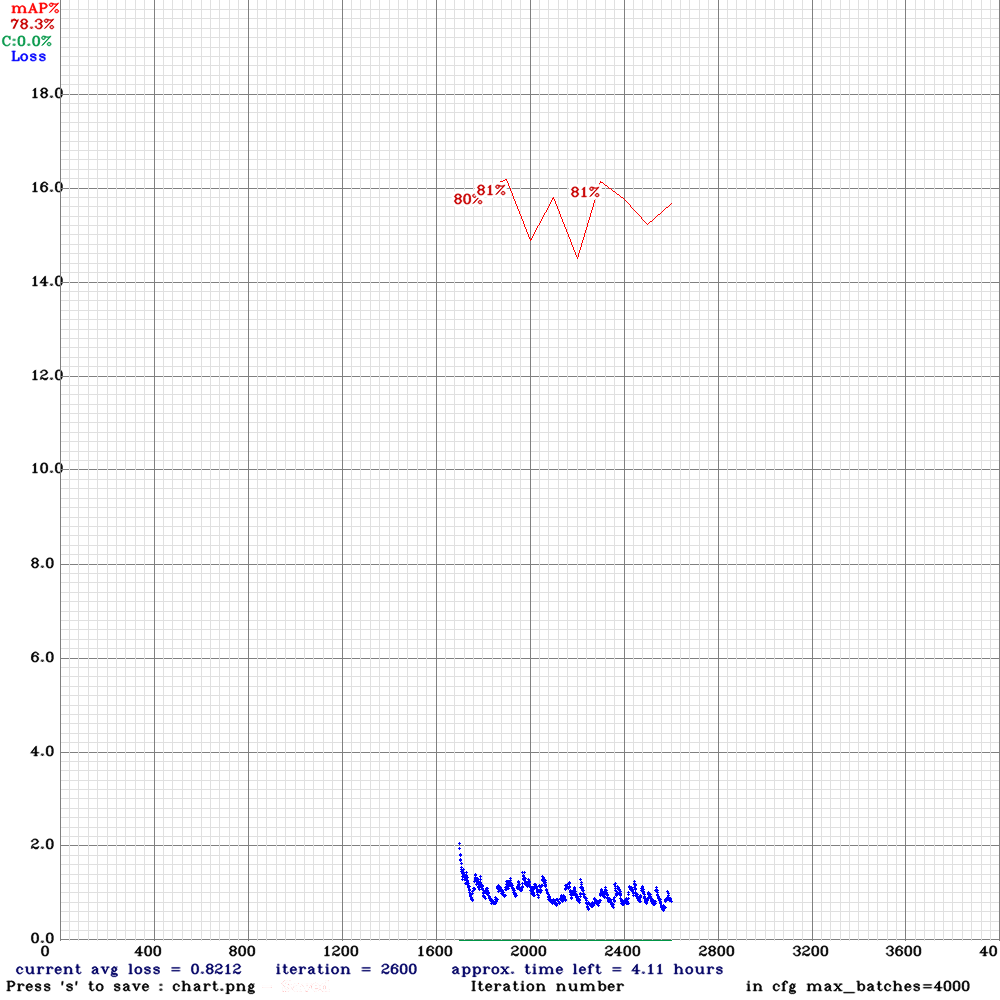 mAP%
78.3%
C:0.0%
Loss
18.0
16.0
80%
81%
81%
14.0
12.0
10.0
8.0
6.0
4.0
2.0
0.0
0 400 800 1200 1600 2000 2400 2800 3200 3600 40
current avg loss = 0.8212 iteration = 2600 approx. time left = 4.11 hours
Press 's' to save : chart.png Iteration number in cfg max_batches=4000